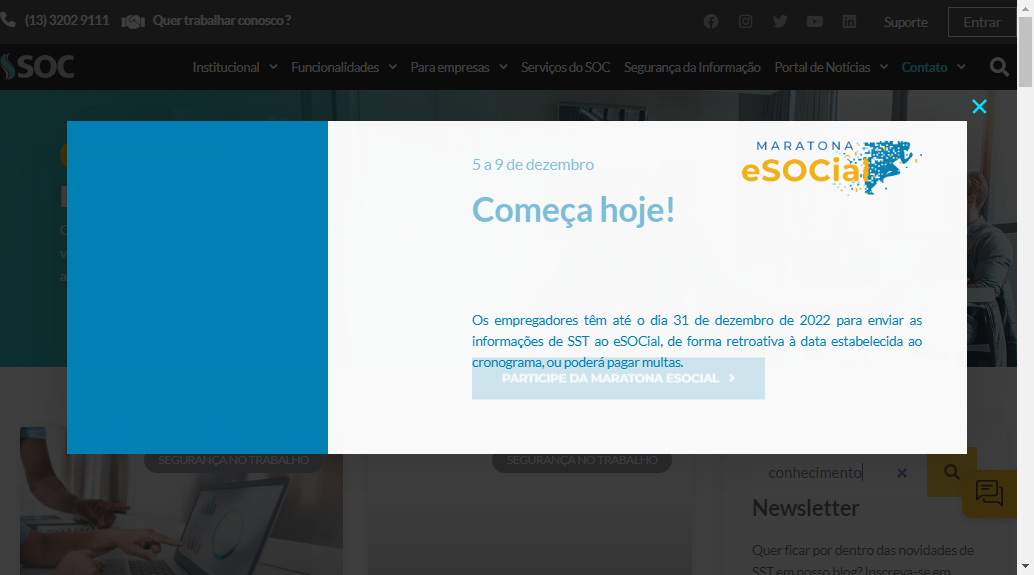 (13) 3202 9111 Quer trabalhar conosco ?
Suporte Entrar
SOC
Institucional Funcionalidades Para empresas Serviços do SOC Segurança da Informação Portal de Notícias Contato
MARATONA
eSOCial
5 a 9 de dezembro
Começa hoje!
Os empregadores têm até o dia 31 de dezembro de 2022 para enviar as
informações de SST ao eSOCial, de forma retroativa à data estabelecida ao
cronograma, ou poderá pagar multas.
PARTICIPE DA MARATONA ESOCIAL
SEGURANÇA NO TRABALHO
SEGURANÇA NO TRABALHO
conhecimento
Newsletter
Quer ficar por dentro das novidades de
SST em nosso blog? Inscreva-se em